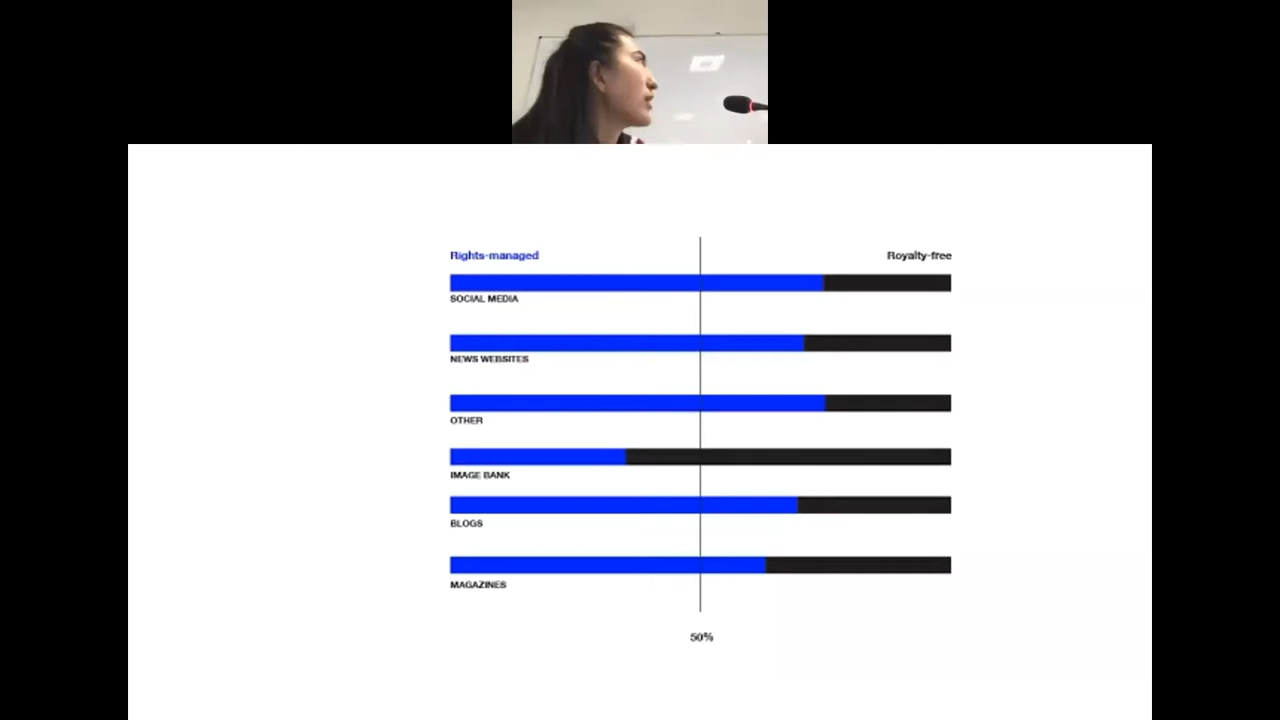 Rights-managed
Royalty-free
SOCIAL MEDIA
NEWS WEBSITES
OTHER
IMAGE BANK
BLOGS
MAGAZINES
50%